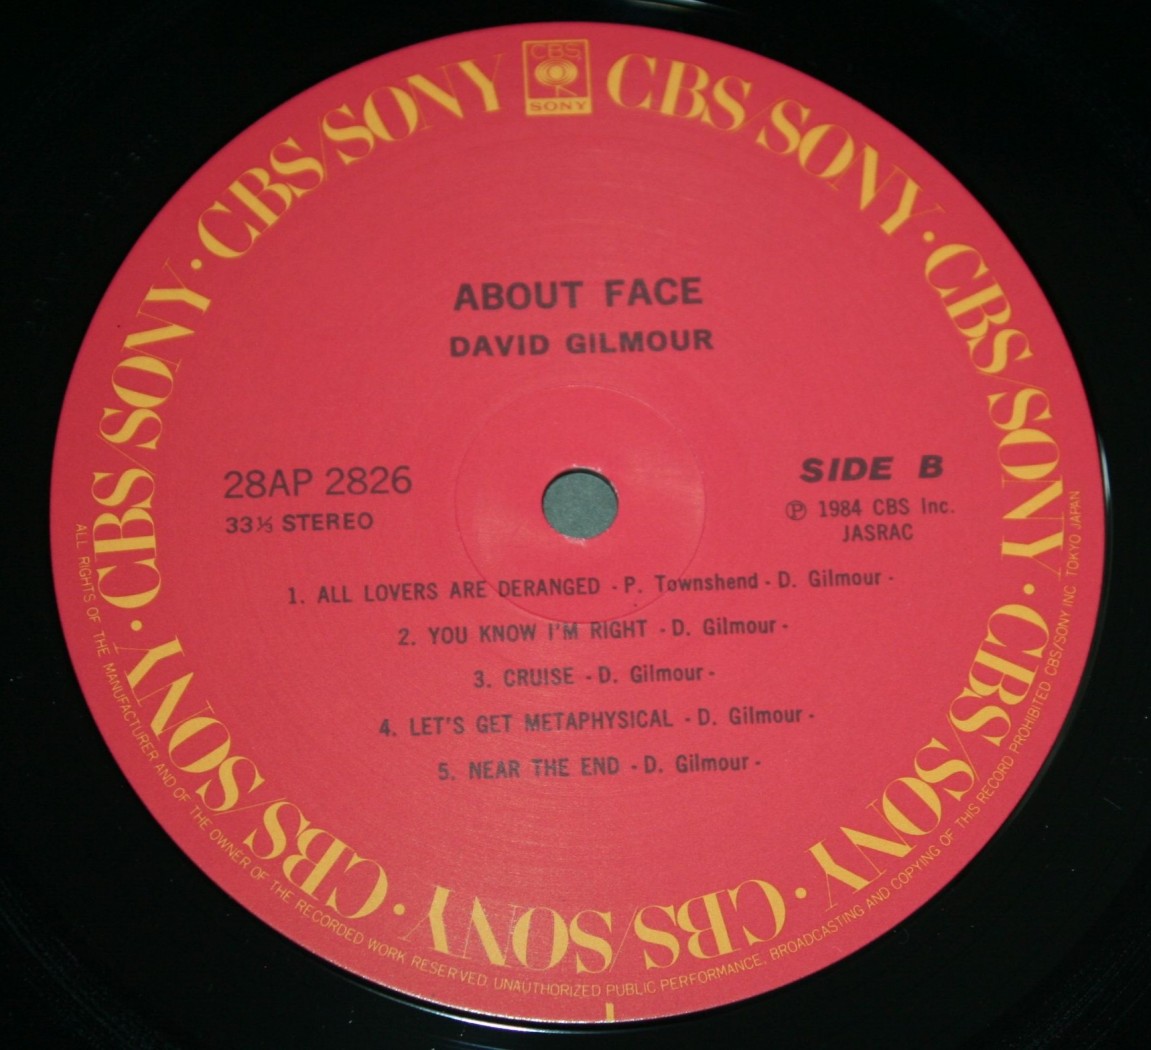 CBS
SONY
CBS/SONY · CBS/SONY · CBS/SONY · CBS/SONY · CBS/SONY · CBS/SONY · CBS/SONY · CBS/SONY
ABOUT FACE
DAVID GILMOUR
28AP 2826
33⅓ STEREO
SIDE B
℗ 1984 CBS Inc.
JASRAC
1. ALL LOVERS ARE DERANGED - P. Townshend - D. Gilmour -
2. YOU KNOW I'M RIGHT - D. Gilmour -
3. CRUISE - D. Gilmour -
4. LET'S GET METAPHYSICAL - D. Gilmour -
5. NEAR THE END - D. Gilmour -
ALL RIGHTS OF THE MANUFACTURER AND OF THE OWNER OF THE RECORDED WORK RESERVED. UNAUTHORIZED PUBLIC PERFORMANCE, BROADCASTING AND COPYING OF THIS RECORD PROHIBITED CBS/SONY INC TOKYO JAPAN